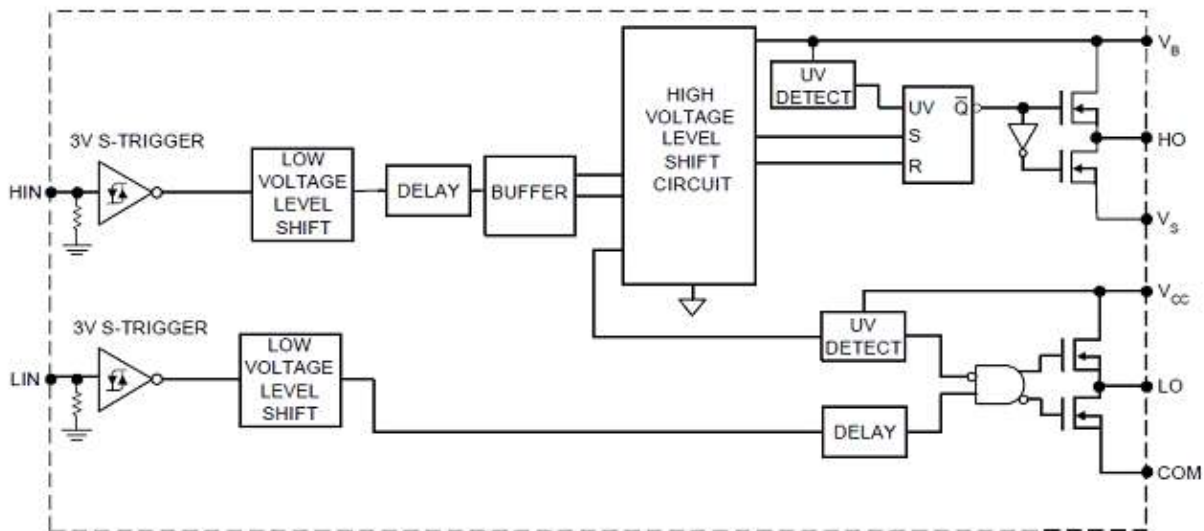 V_B
UV
DETECT
HIGH
VOLTAGE
LEVEL
SHIFT
CIRCUIT
UV
Q̅
S
R
HO
3V S-TRIGGER
LOW
VOLTAGE
LEVEL
SHIFT
DELAY
BUFFER
HIN
V_S
V_CC
3V S-TRIGGER
UV
DETECT
LOW
VOLTAGE
LEVEL
SHIFT
LIN
LO
DELAY
COM